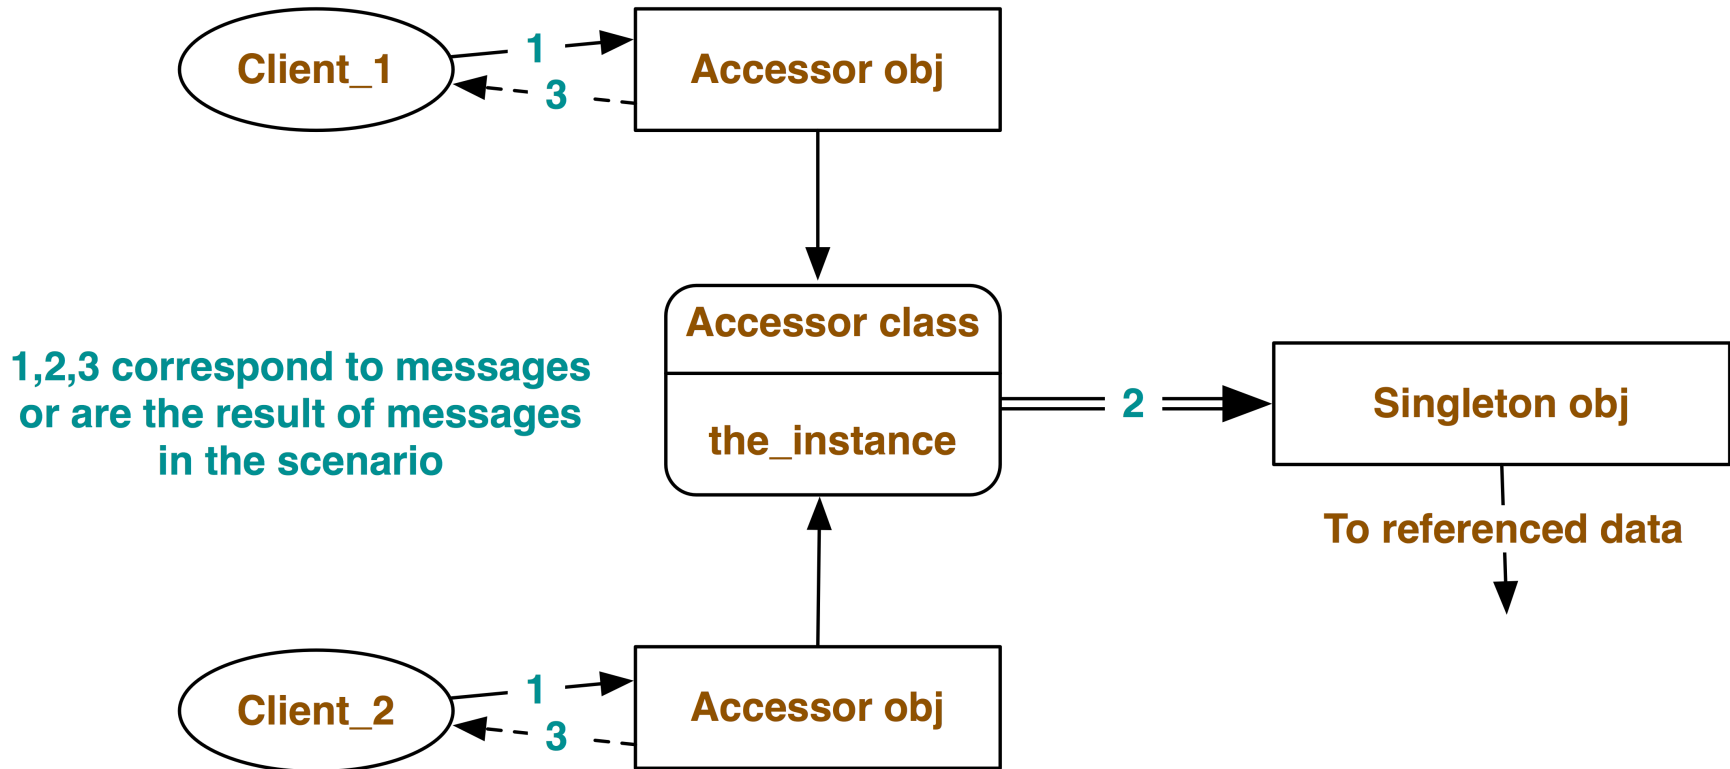 Client_1
1
3
Accessor obj
Accessor class
the_instance
1,2,3 correspond to messages
or are the result of messages
in the scenario
2
Singleton obj
To referenced data
Client_2
1
3
Accessor obj